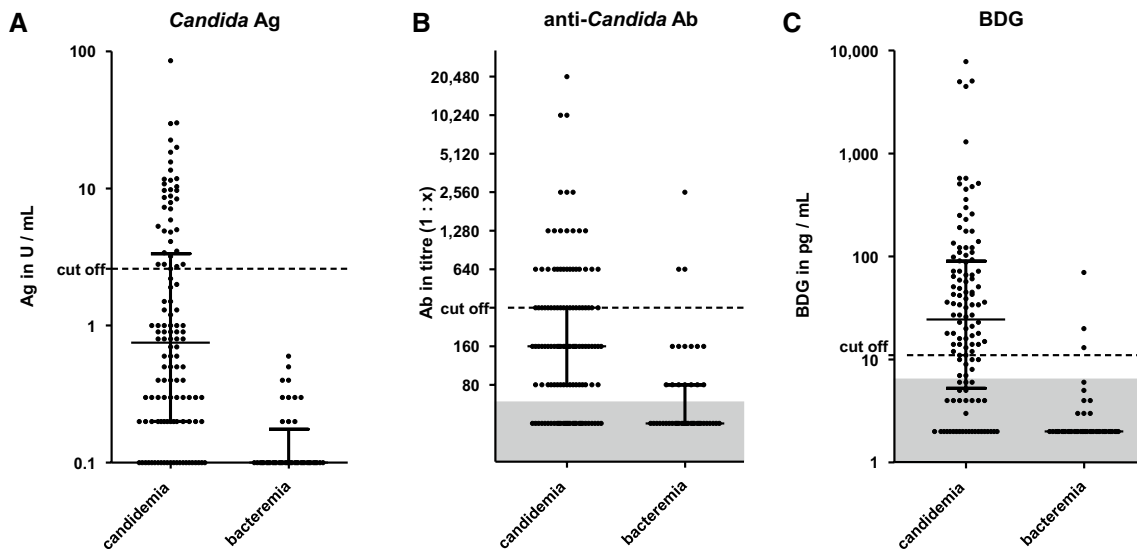 A
Candida Ag
100
10
1
0.1
Ag in U / mL
cut off
candidemia
bacteremia
B
anti-Candida Ab
20,480
10,240
5,120
2,560
1,280
640
160
80
Ab in titre (1 : x)
cut off
candidemia
bacteremia
C
BDG
10,000
1,000
100
10
1
BDG in pg / mL
cut off
candidemia
bacteremia